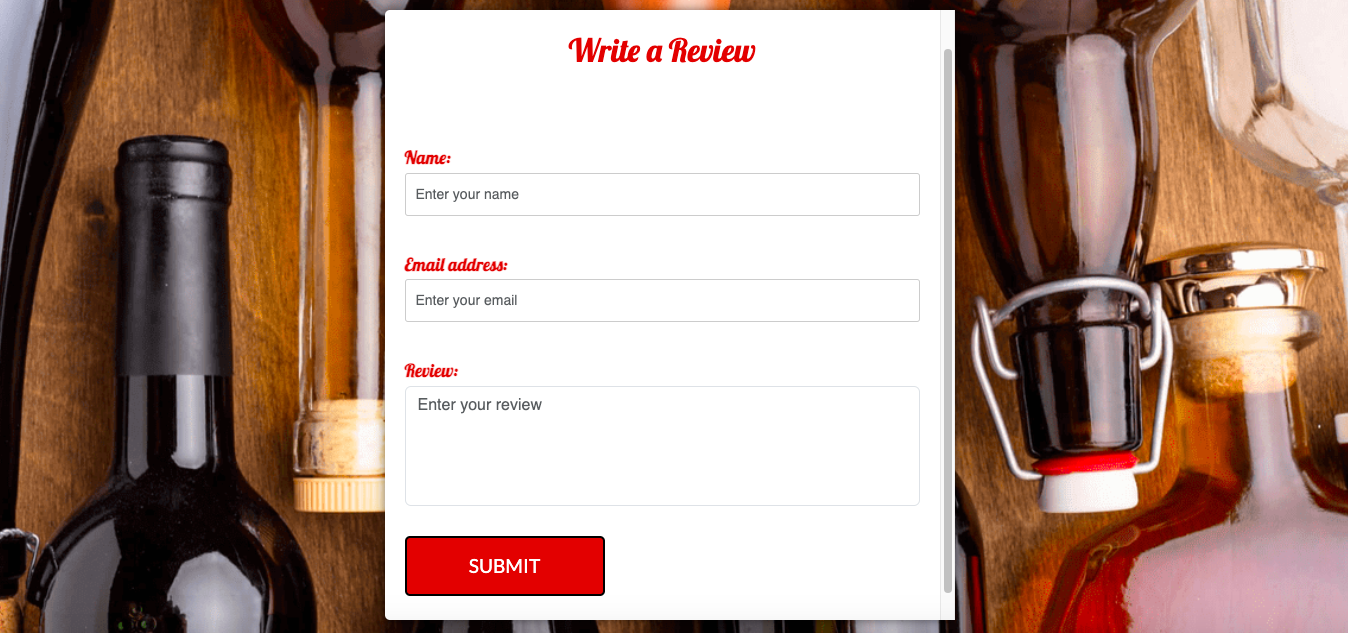 Write a Review
Name:
Enter your name
Email address:
Enter your email
Review:
Enter your review
SUBMIT